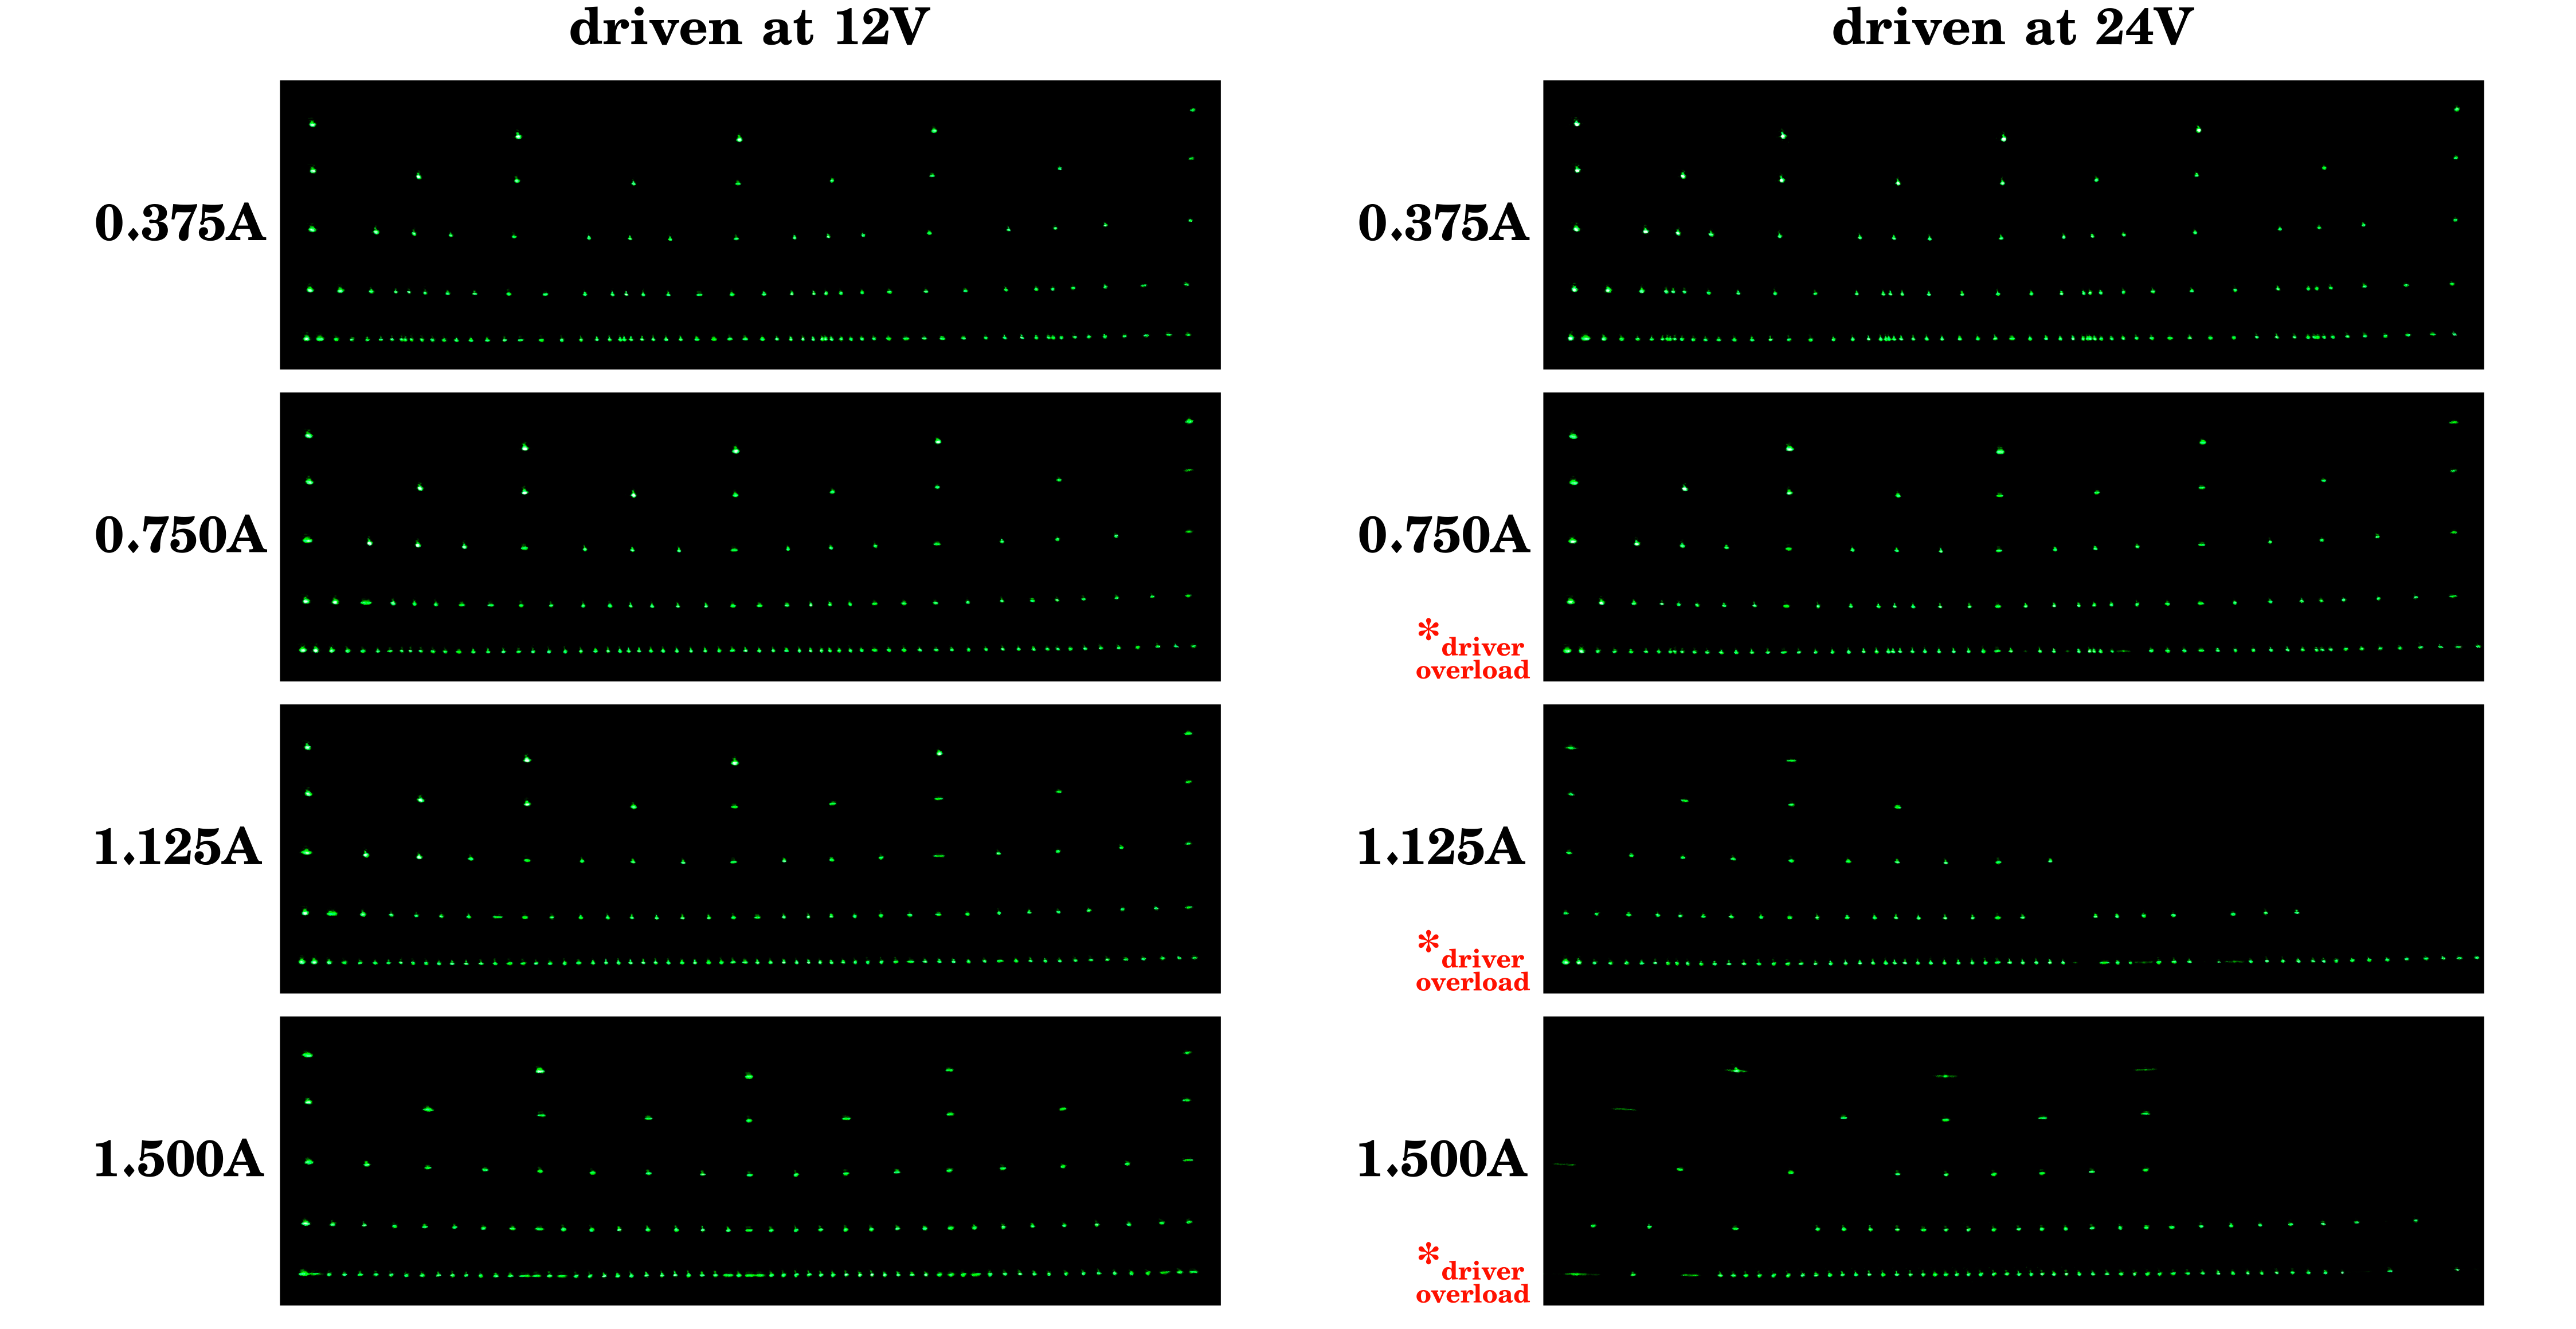 driven at 12V
driven at 24V
0.375A
0.375A
0.750A
0.750A
*driver
overload
1.125A
1.125A
*driver
overload
1.500A
1.500A
*driver
overload